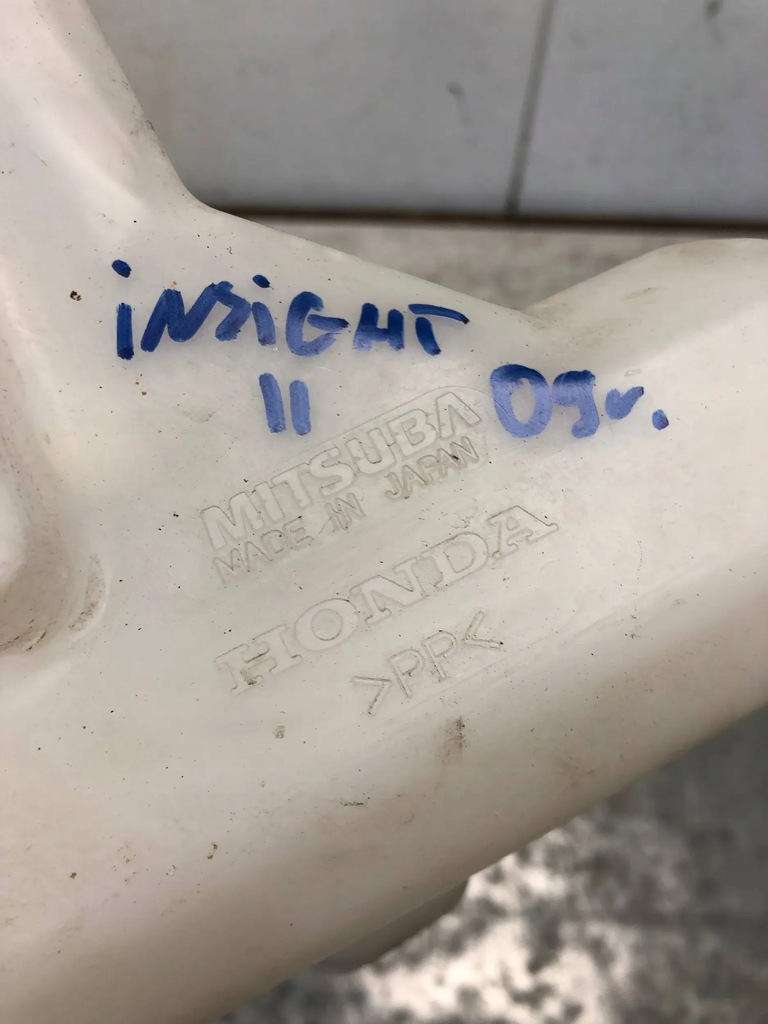 iNSiGHT
II 09r.
MITSUBA
MADE IN JAPAN
HONDA
>PP<